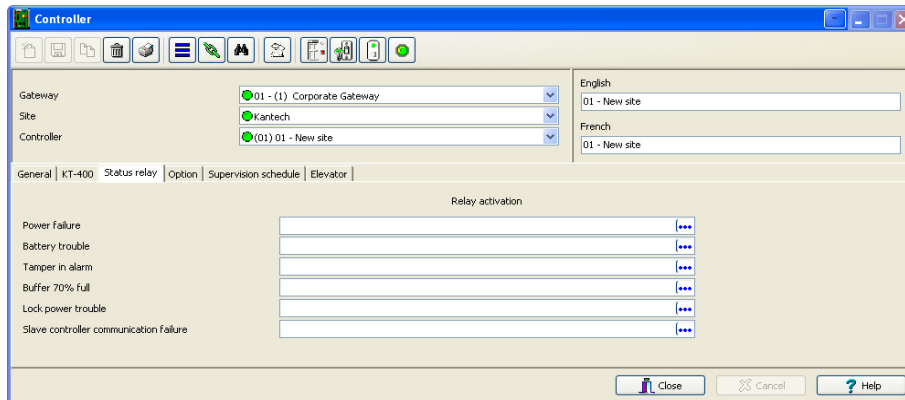 Controller
Gateway
01 - (1) Corporate Gateway
Site
Kantech
Controller
(01) 01 - New site
English
01 - New site
French
01 - New site
General KT-400 Status relay Option Supervision schedule Elevator
Relay activation
Power failure
Battery trouble
Tamper in alarm
Buffer 70% full
Lock power trouble
Slave controller communication failure
Close Cancel Help